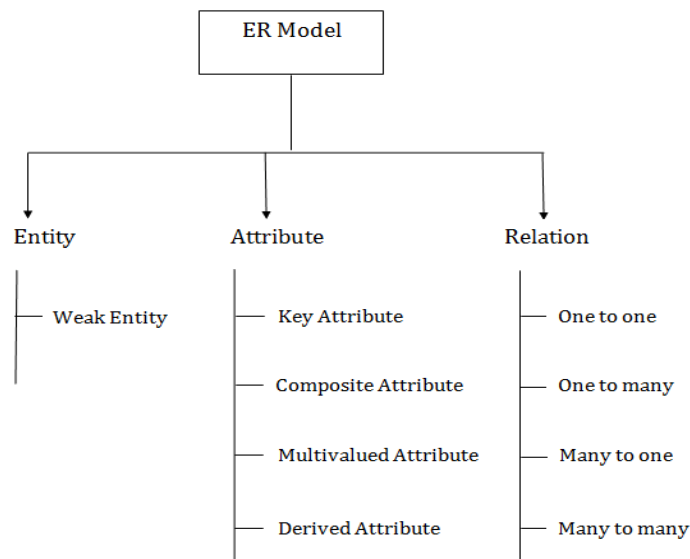 ER Model
Entity
Attribute
Relation
Weak Entity
Key Attribute
One to one
Composite Attribute
One to many
Multivalued Attribute
Many to one
Derived Attribute
Many to many